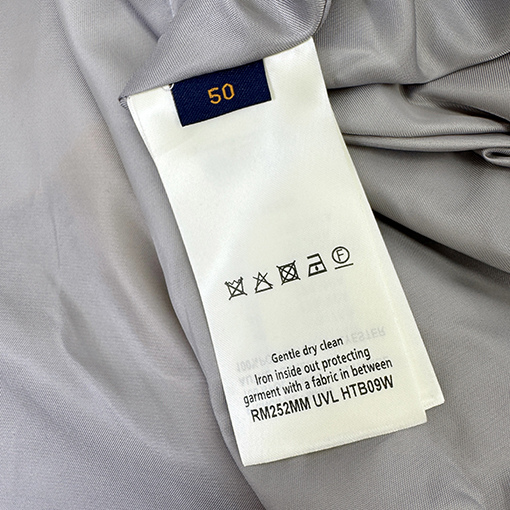 50
Gentle dry clean
Iron inside out protecting
garment with a fabric in between
RM252MM UVL HTB09W